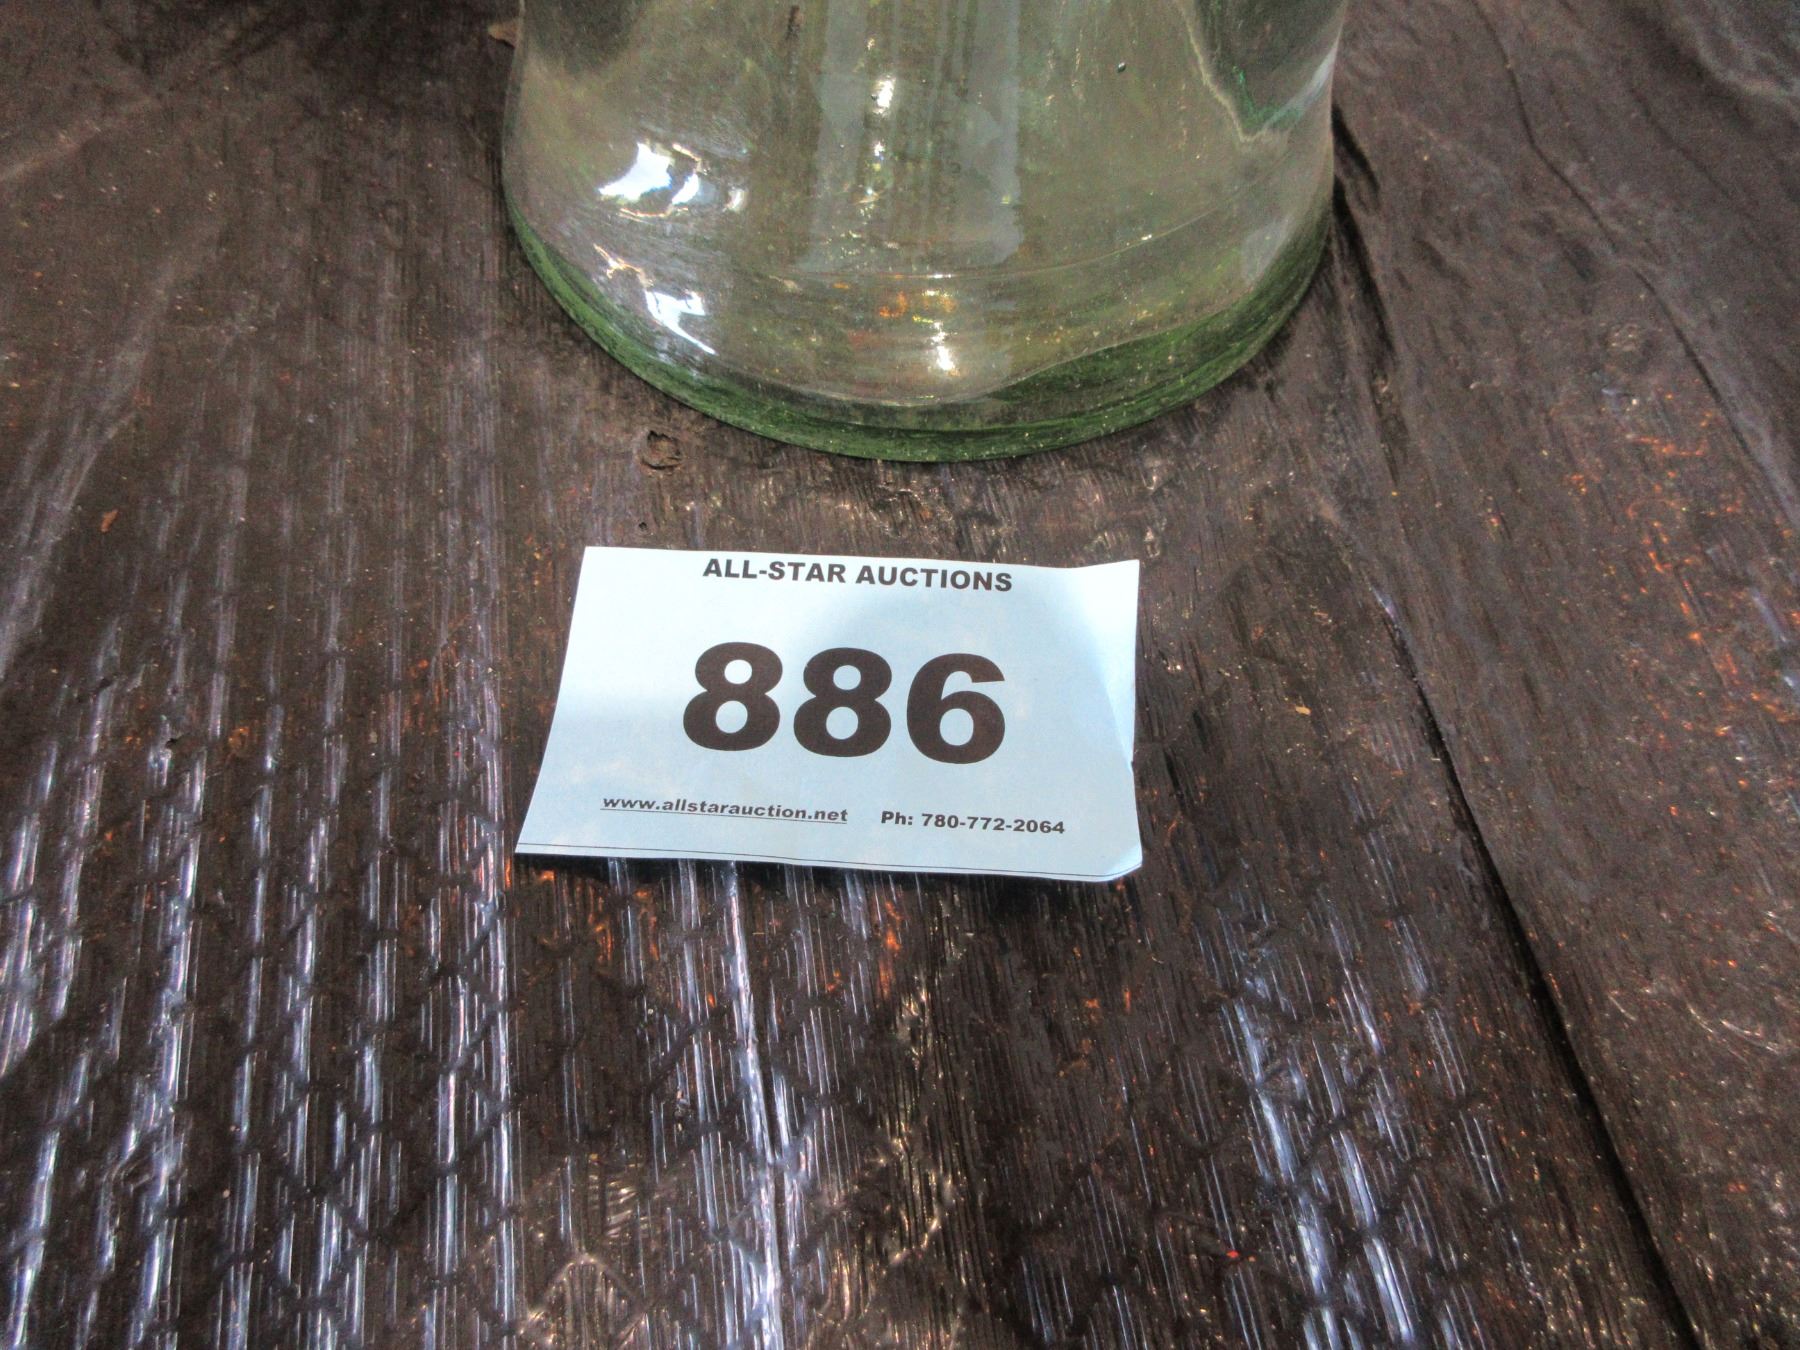 ALL-STAR AUCTIONS
886
www.allstarauction.net Ph: 780-772-2064